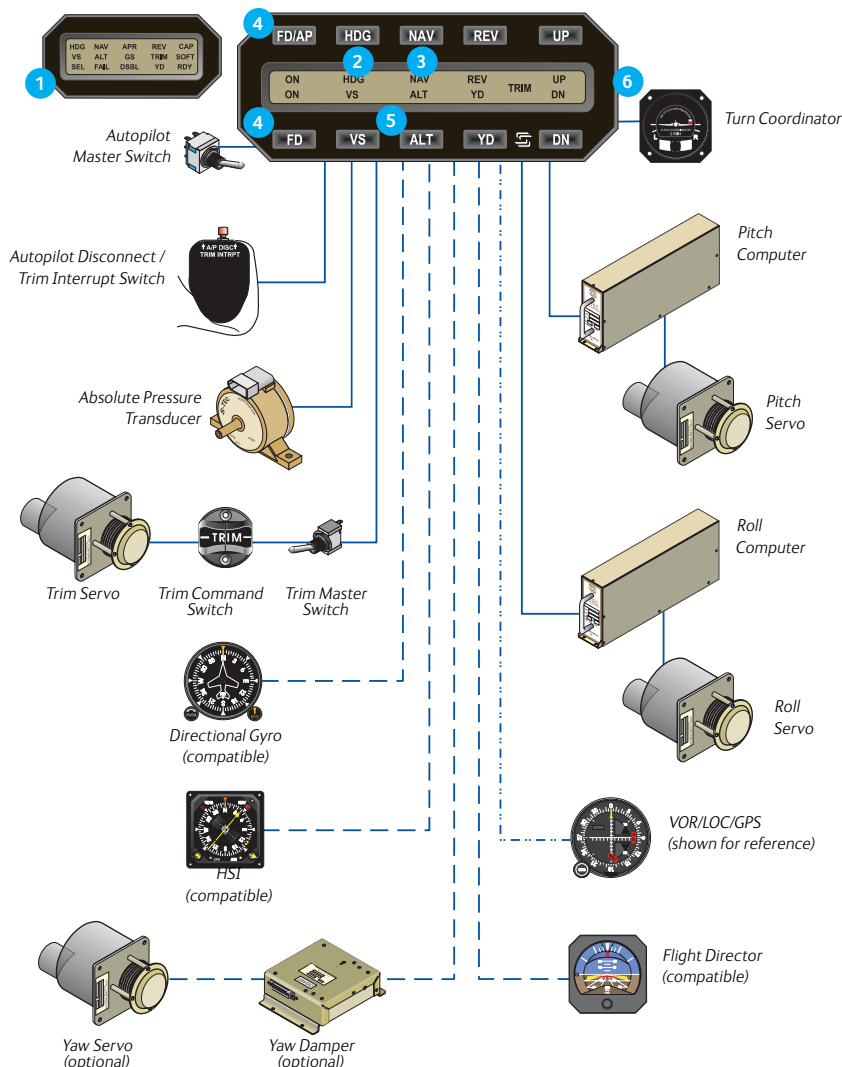 HDG NAV APR REV CAP
VS ALT GS TRIM SOFT
SEL FAIL DSBL YD RDY
1
4
FD/AP HDG NAV REV UP
2 3
ON HDG NAV REV TRIM UP
ON VS ALT YD DN
6
4 5
FD VS ALT YD DN
Autopilot
Master Switch
Turn Coordinator
Autopilot Disconnect /
Trim Interrupt Switch
A/P DISC
TRIM INTRPT
Pitch
Computer
Absolute Pressure
Transducer
Pitch
Servo
TRIM
Trim Servo
Trim Command
Switch
Trim Master
Switch
Roll
Computer
Directional Gyro
(compatible)
Roll
Servo
HSI
(compatible)
VOR/LOC/GPS
(shown for reference)
Flight Director
(compatible)
Yaw Servo
(optional)
Yaw Damper
(optional)